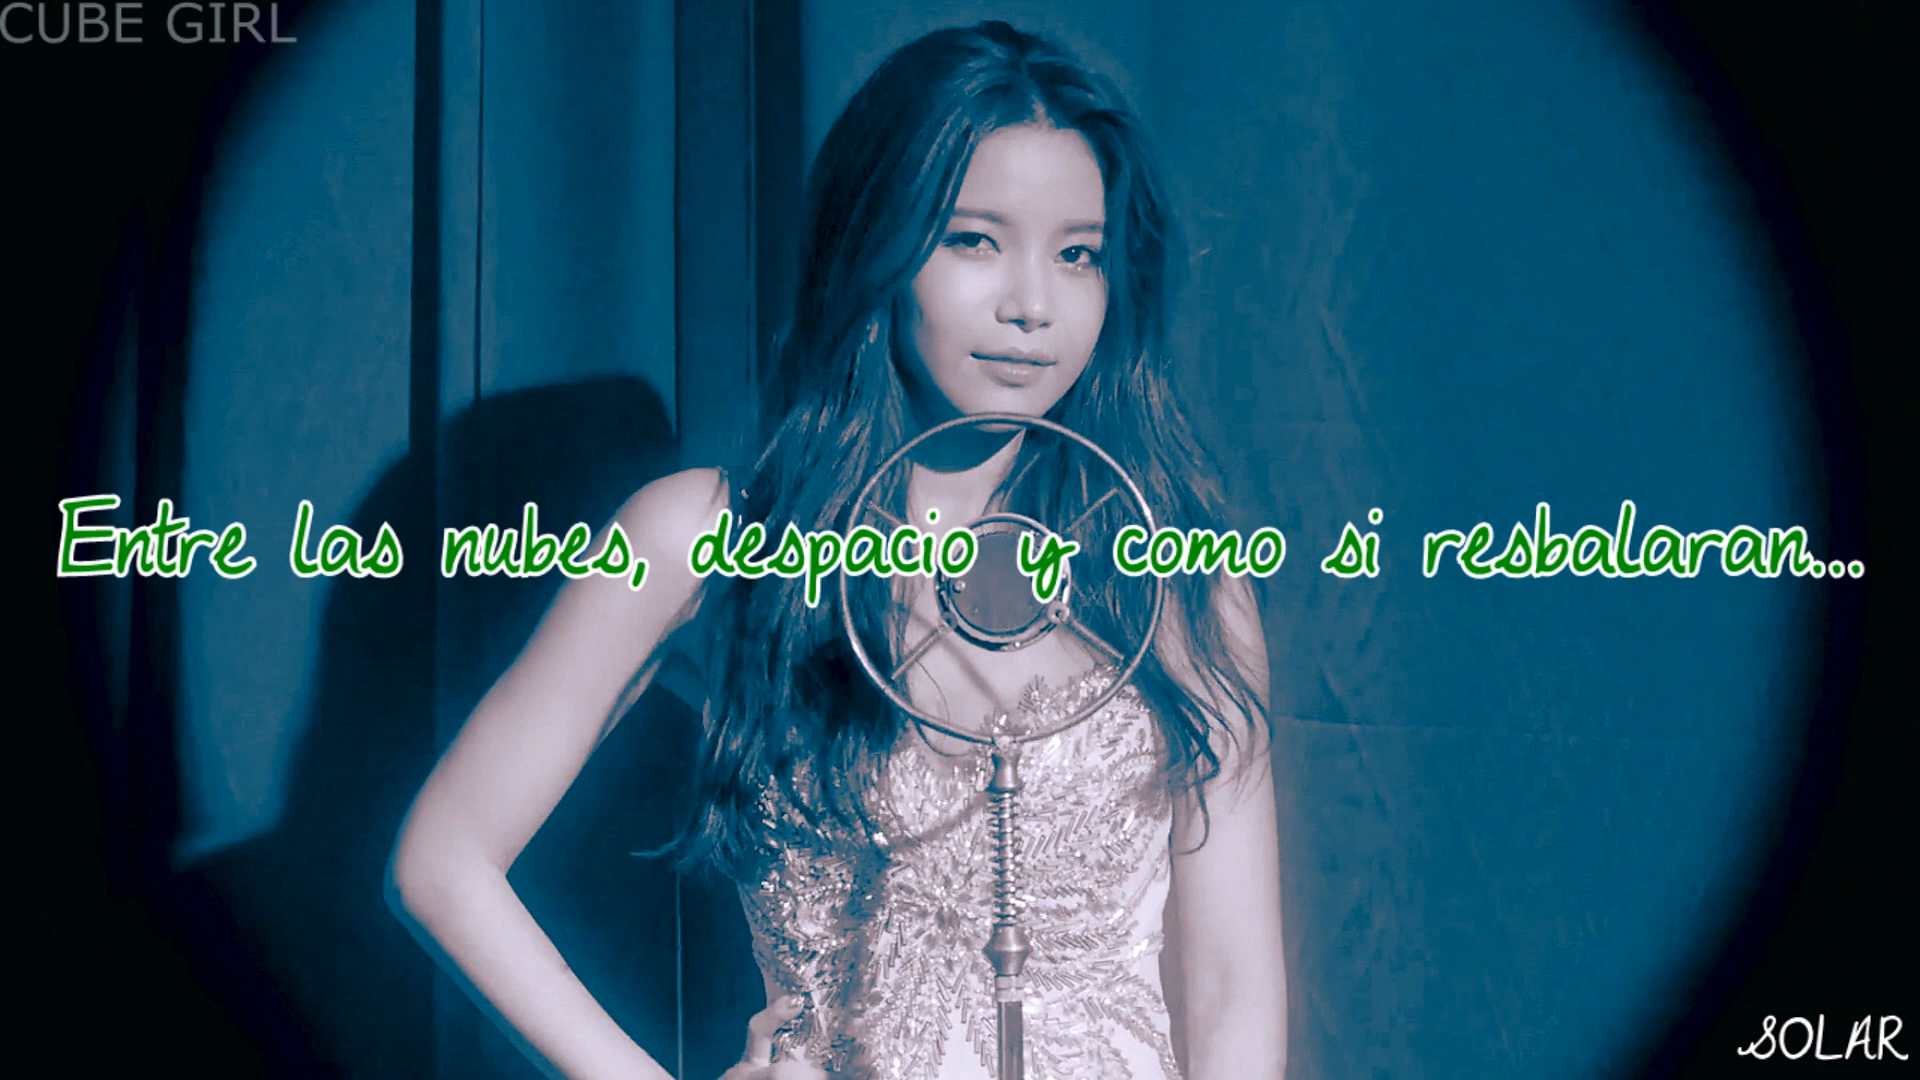 CUBE GIRL
Entre las nubes, despacio y como si resbalaran...
SOLAR